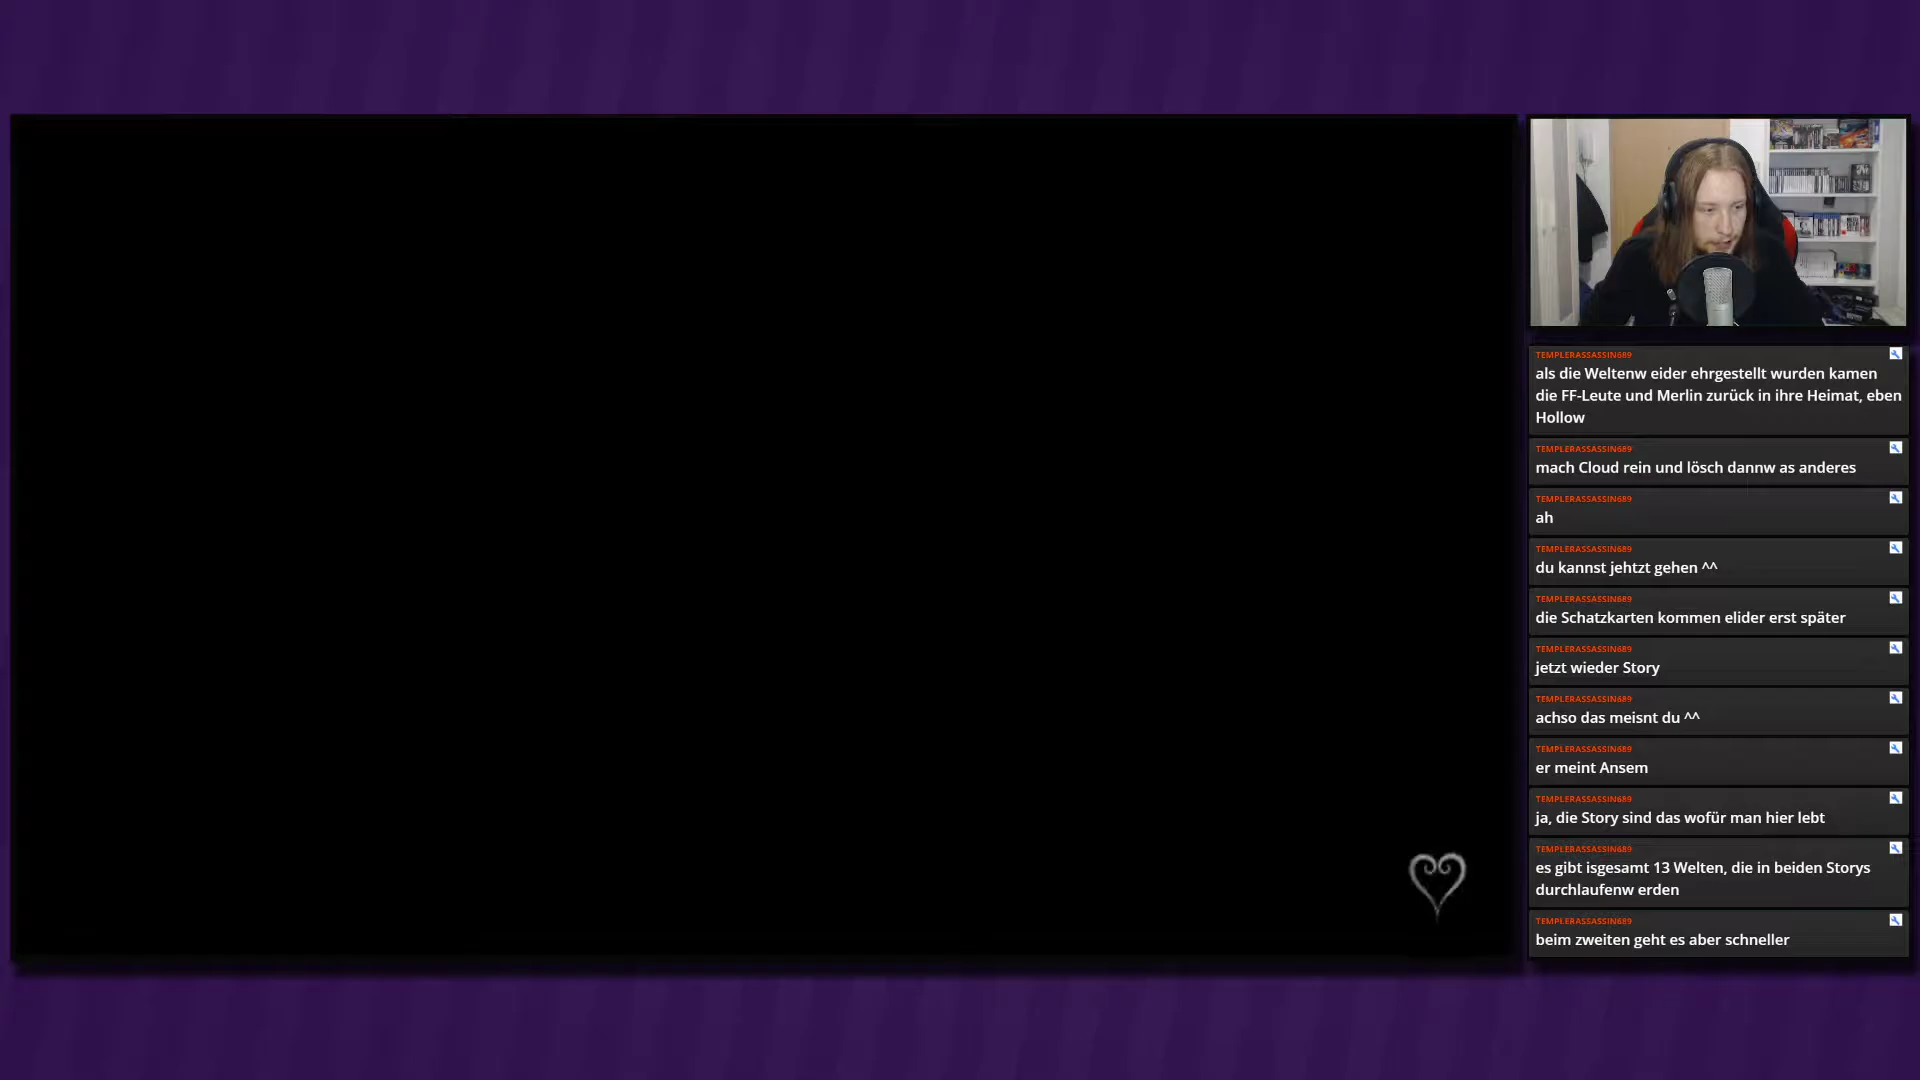 TEMPLERASSASSIN689
als die Weltenw eider ehrgestellt wurden kamen
die FF-Leute und Merlin zurück in ihre Heimat, eben
Hollow
TEMPLERASSASSIN689
mach Cloud rein und lösch dannw as anderes
TEMPLERASSASSIN689
ah
TEMPLERASSASSIN689
du kannst jehtzt gehen ^^
TEMPLERASSASSIN689
die Schatzkarten kommen elider erst später
TEMPLERASSASSIN689
jetzt wieder Story
TEMPLERASSASSIN689
achso das meisnt du ^^
TEMPLERASSASSIN689
er meint Ansem
TEMPLERASSASSIN689
ja, die Story sind das wofür man hier lebt
TEMPLERASSASSIN689
es gibt isgesamt 13 Welten, die in beiden Storys
durchlaufenw erden
TEMPLERASSASSIN689
beim zweiten geht es aber schneller